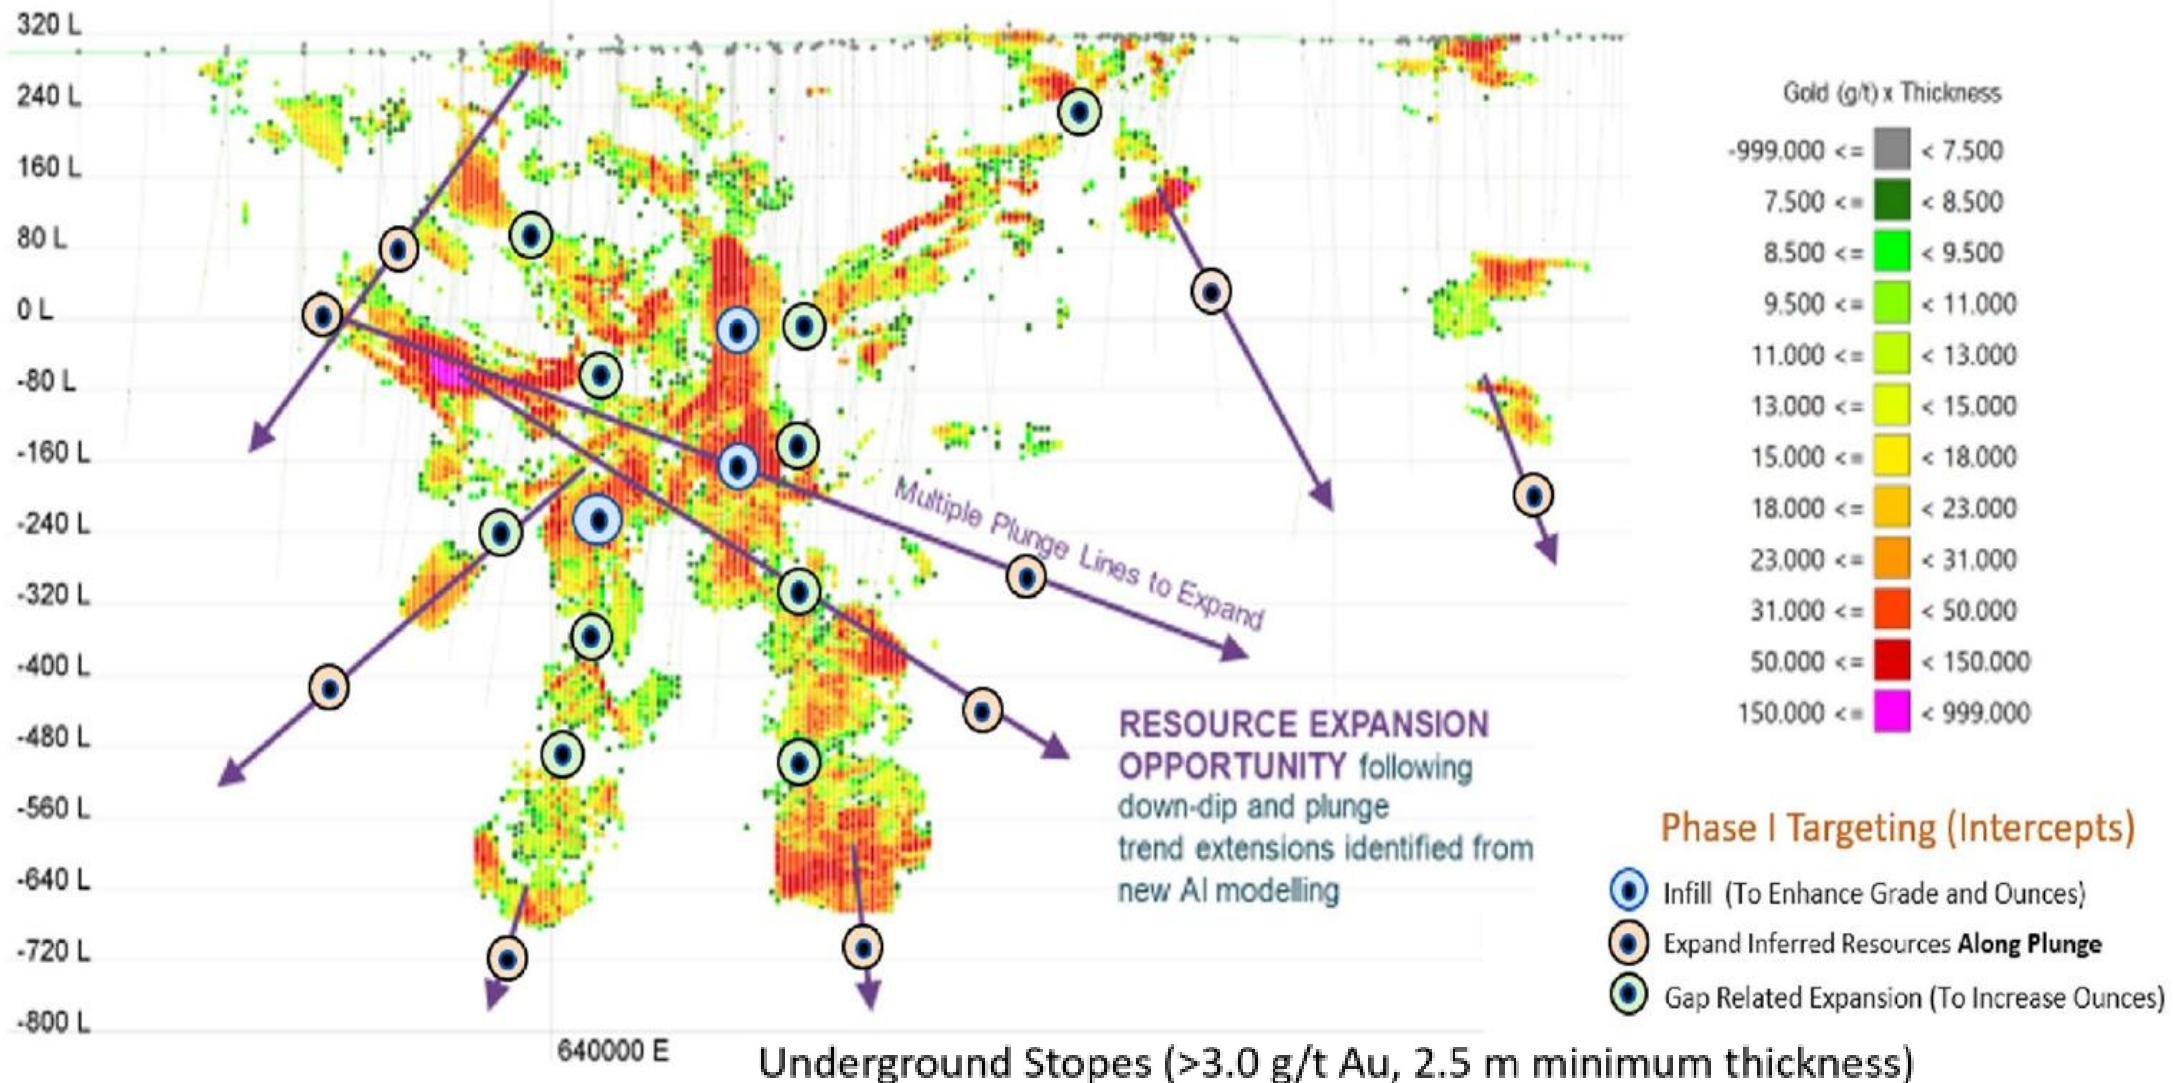 320 L
240 L
160 L
80 L
0 L
-80 L
-160 L
-240 L
-320 L
-400 L
-480 L
-560 L
-640 L
-720 L
-800 L
640000 E
Multiple Plunge Lines to Expand
RESOURCE EXPANSION
OPPORTUNITY following
down-dip and plunge
trend extensions identified from
new AI modelling
Gold (g/t) x Thickness
-999.000 <= < 7.500
7.500 <= < 8.500
8.500 <= < 9.500
9.500 <= < 11.000
11.000 <= < 13.000
13.000 <= < 15.000
15.000 <= < 18.000
18.000 <= < 23.000
23.000 <= < 31.000
31.000 <= < 50.000
50.000 <= < 150.000
150.000 <= < 999.000
Phase I Targeting (Intercepts)
Infill (To Enhance Grade and Ounces)
Expand Inferred Resources Along Plunge
Gap Related Expansion (To Increase Ounces)
Underground Stopes (>3.0 g/t Au, 2.5 m minimum thickness)